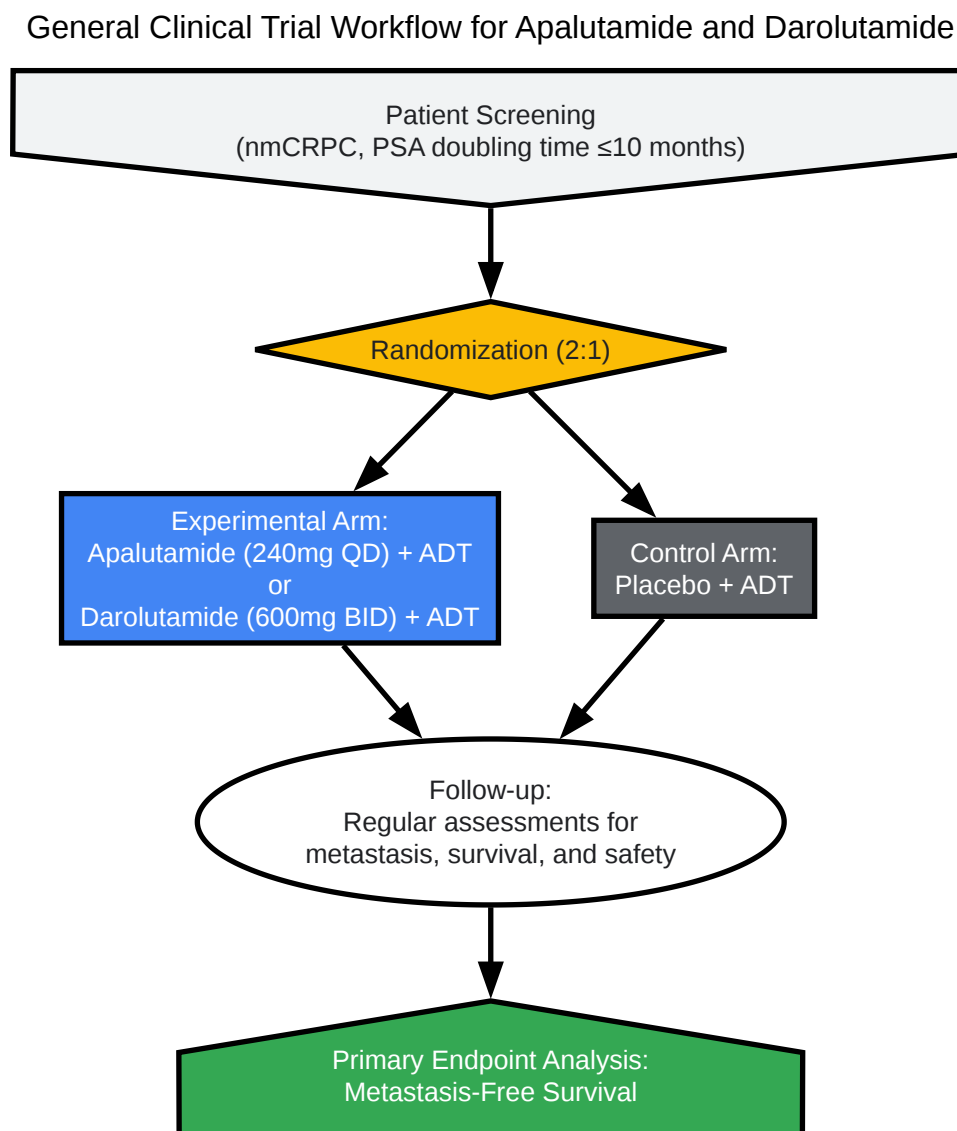 General Clinical Trial Workflow for Apalutamide and Darolutamide
Patient Screening
(nmCRPC, PSA doubling time ≤10 months)
Randomization (2:1)
Experimental Arm:
Apalutamide (240mg QD) + ADT
or
Darolutamide (600mg BID) + ADT
Control Arm:
Placebo + ADT
Follow-up:
Regular assessments for
metastasis, survival, and safety
Primary Endpoint Analysis:
Metastasis-Free Survival